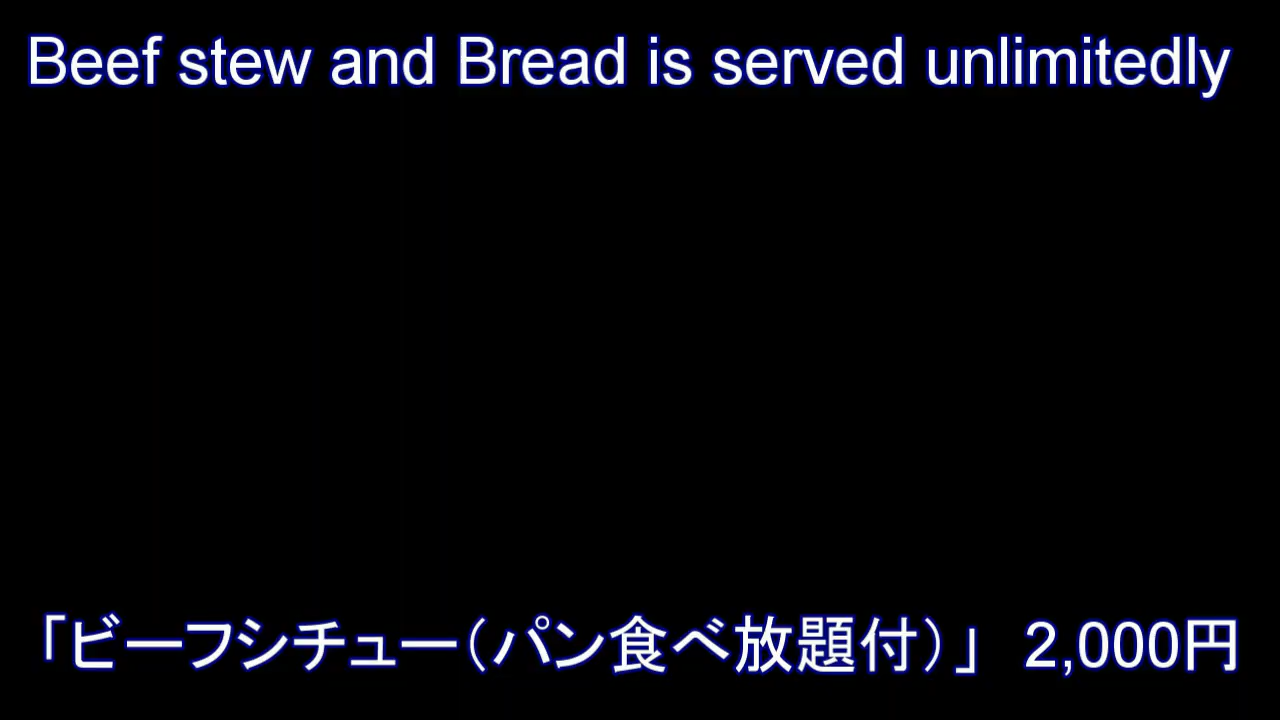 Beef stew and Bread is served unlimitedly
「ビーフシチュー（パン食べ放題付）」 2,000円